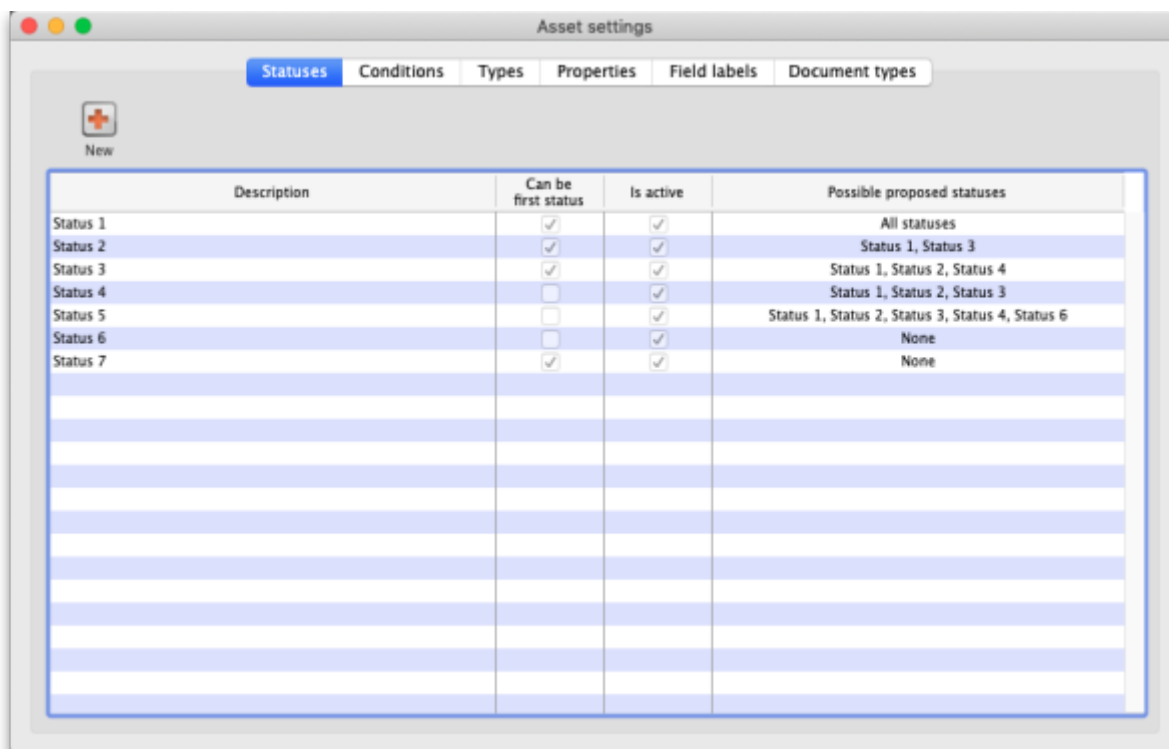 Asset settings
Statuses Conditions Types Properties Field labels Document types
New
Description Can be first status Is active Possible proposed statuses
Status 1 All statuses
Status 2 Status 1, Status 3
Status 3 Status 1, Status 2, Status 4
Status 4 Status 1, Status 2, Status 3
Status 5 Status 1, Status 2, Status 3, Status 4, Status 6
Status 6 None
Status 7 None